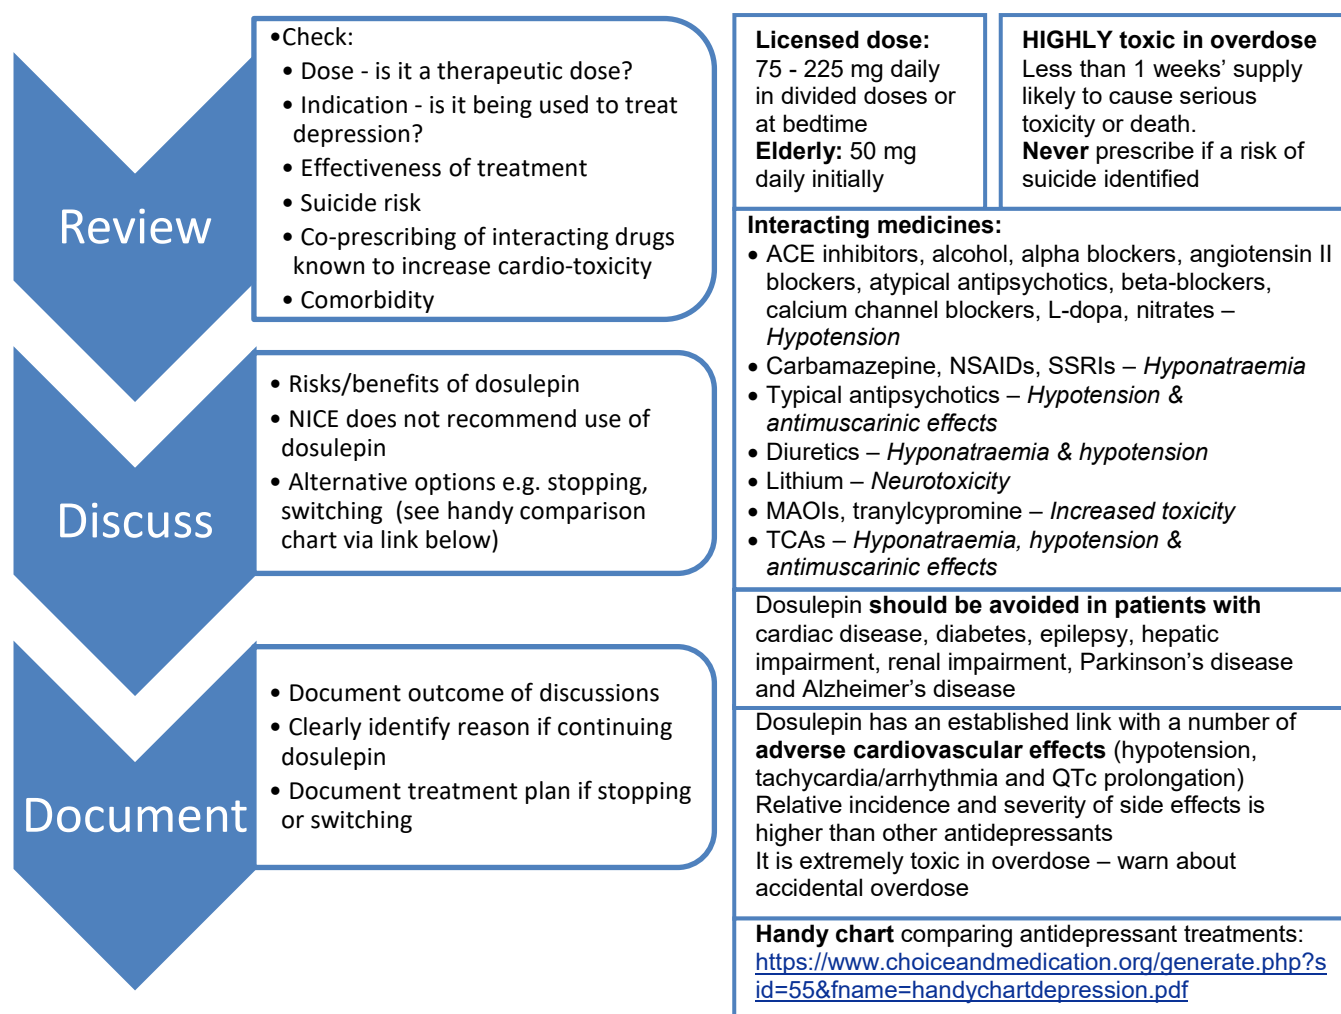 Review
•Check:
• Dose - is it a therapeutic dose?
• Indication - is it being used to treat
depression?
• Effectiveness of treatment
• Suicide risk
• Co-prescribing of interacting drugs
known to increase cardio-toxicity
• Comorbidity
Discuss
• Risks/benefits of dosulepin
• NICE does not recommend use of
dosulepin
• Alternative options e.g. stopping,
switching  (see handy comparison
chart via link below)
Document
• Document outcome of discussions
• Clearly identify reason if continuing
dosulepin
• Document treatment plan if stopping
or switching
Licensed dose:
75 - 225 mg daily
in divided doses or
at bedtime
Elderly: 50 mg
daily initially
HIGHLY toxic in overdose
Less than 1 weeks’ supply
likely to cause serious
toxicity or death.
Never prescribe if a risk of
suicide identified
Interacting medicines:
• ACE inhibitors, alcohol, alpha blockers, angiotensin II
blockers, atypical antipsychotics, beta-blockers,
calcium channel blockers, L-dopa, nitrates –
Hypotension
• Carbamazepine, NSAIDs, SSRIs – Hyponatraemia
• Typical antipsychotics – Hypotension &
antimuscarinic effects
• Diuretics – Hyponatraemia & hypotension
• Lithium – Neurotoxicity
• MAOIs, tranylcypromine – Increased toxicity
• TCAs – Hyponatraemia, hypotension &
antimuscarinic effects
Dosulepin should be avoided in patients with
cardiac disease, diabetes, epilepsy, hepatic
impairment, renal impairment, Parkinson’s disease
and Alzheimer’s disease
Dosulepin has an established link with a number of
adverse cardiovascular effects (hypotension,
tachycardia/arrhythmia and QTc prolongation)
Relative incidence and severity of side effects is
higher than other antidepressants
It is extremely toxic in overdose – warn about
accidental overdose
Handy chart comparing antidepressant treatments:
https://www.choiceandmedication.org/generate.php?s
id=55&fname=handychartdepression.pdf